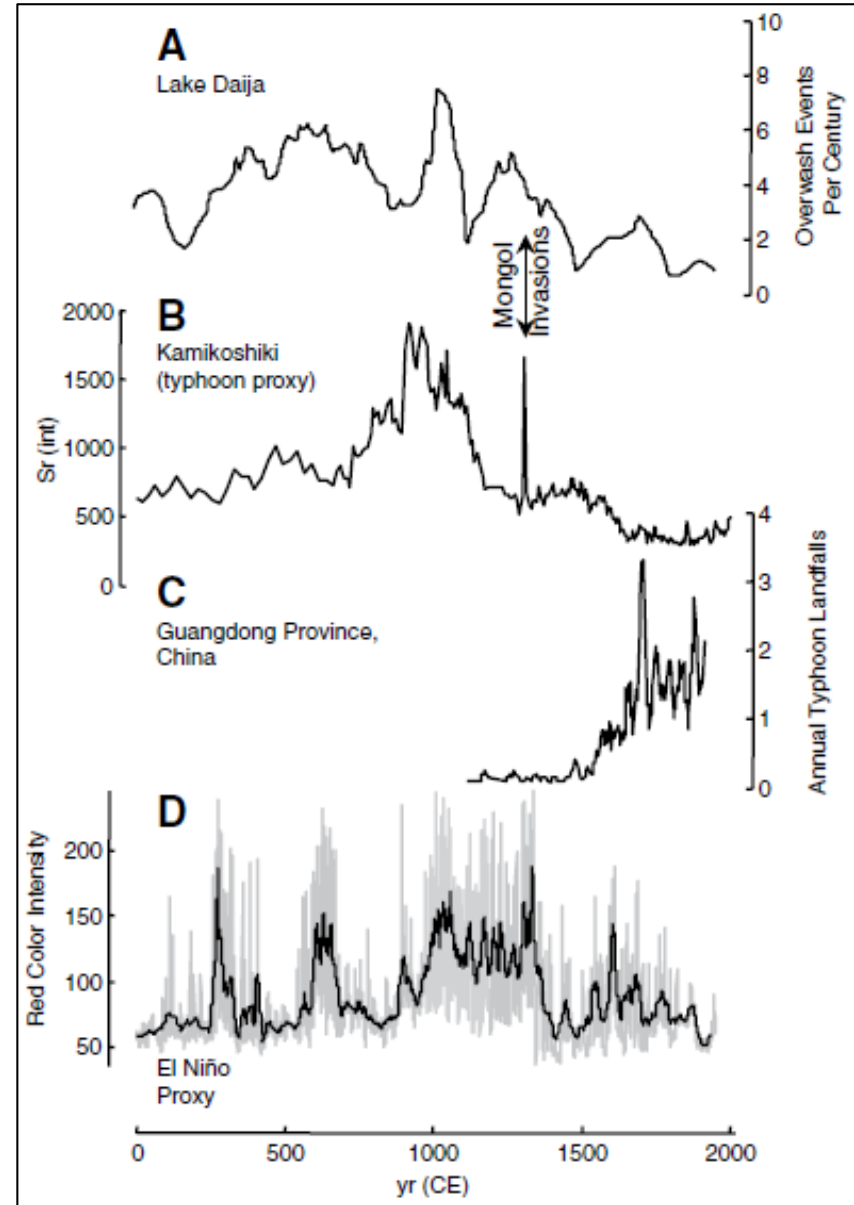 A
Lake Daija
10
8
6
4
2
0
Overwash Events
Per Century
Mongol
Invasions
B
Kamikoshiki
(typhoon proxy)
2000
1500
1000
500
0
Sr (int)
C
Guangdong Province,
China
4
3
2
1
0
Annual Typhoon Landfalls
D
200
150
100
50
Red Color Intensity
El Niño
Proxy
0 500 1000 1500 2000
yr (CE)